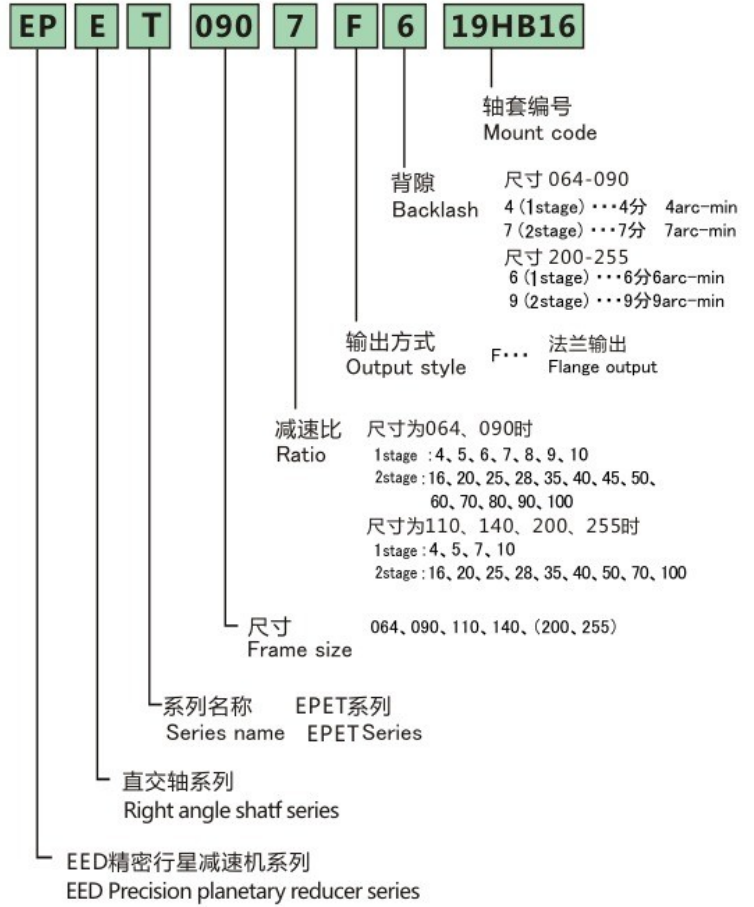 EP E T 090 7 F 6 19HB16
轴套编号
Mount code
背隙
Backlash
尺寸 064-090
4 (1stage) ···4分 4arc-min
7 (2stage) ···7分 7arc-min
尺寸 200-255
6 (1stage) ···6分6arc-min
9 (2stage) ···9分9arc-min
输出方式
Output style
F··· 法兰输出
Flange output
减速比
Ratio
尺寸为064、090时
1stage :4、5、6、7、8、9、10
2stage :16、20、25、28、35、40、45、50、
60、70、80、90、100
尺寸为110、140、200、255时
1stage :4、5、7、10
2stage :16、20、25、28、35、40、50、70、100
尺寸
Frame size
064、090、110、140、(200、255)
系列名称 EPET系列
Series name EPET Series
直交轴系列
Right angle shatf series
EED精密行星减速机系列
EED Precision planetary reducer series